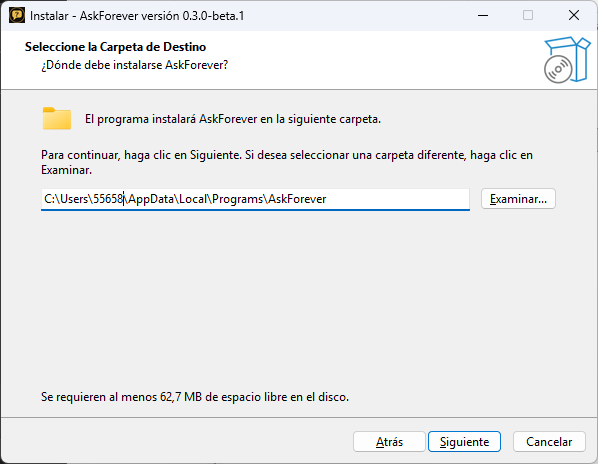 Instalar - AskForever versión 0.3.0-beta.1
Seleccione la Carpeta de Destino
¿Dónde debe instalarse AskForever?
El programa instalará AskForever en la siguiente carpeta.
Para continuar, haga clic en Siguiente. Si desea seleccionar una carpeta diferente, haga clic en
Examinar.
C:\Users\55658\AppData\Local\Programs\AskForever
Examinar...
Se requieren al menos 62,7 MB de espacio libre en el disco.
Atrás
Siguiente
Cancelar